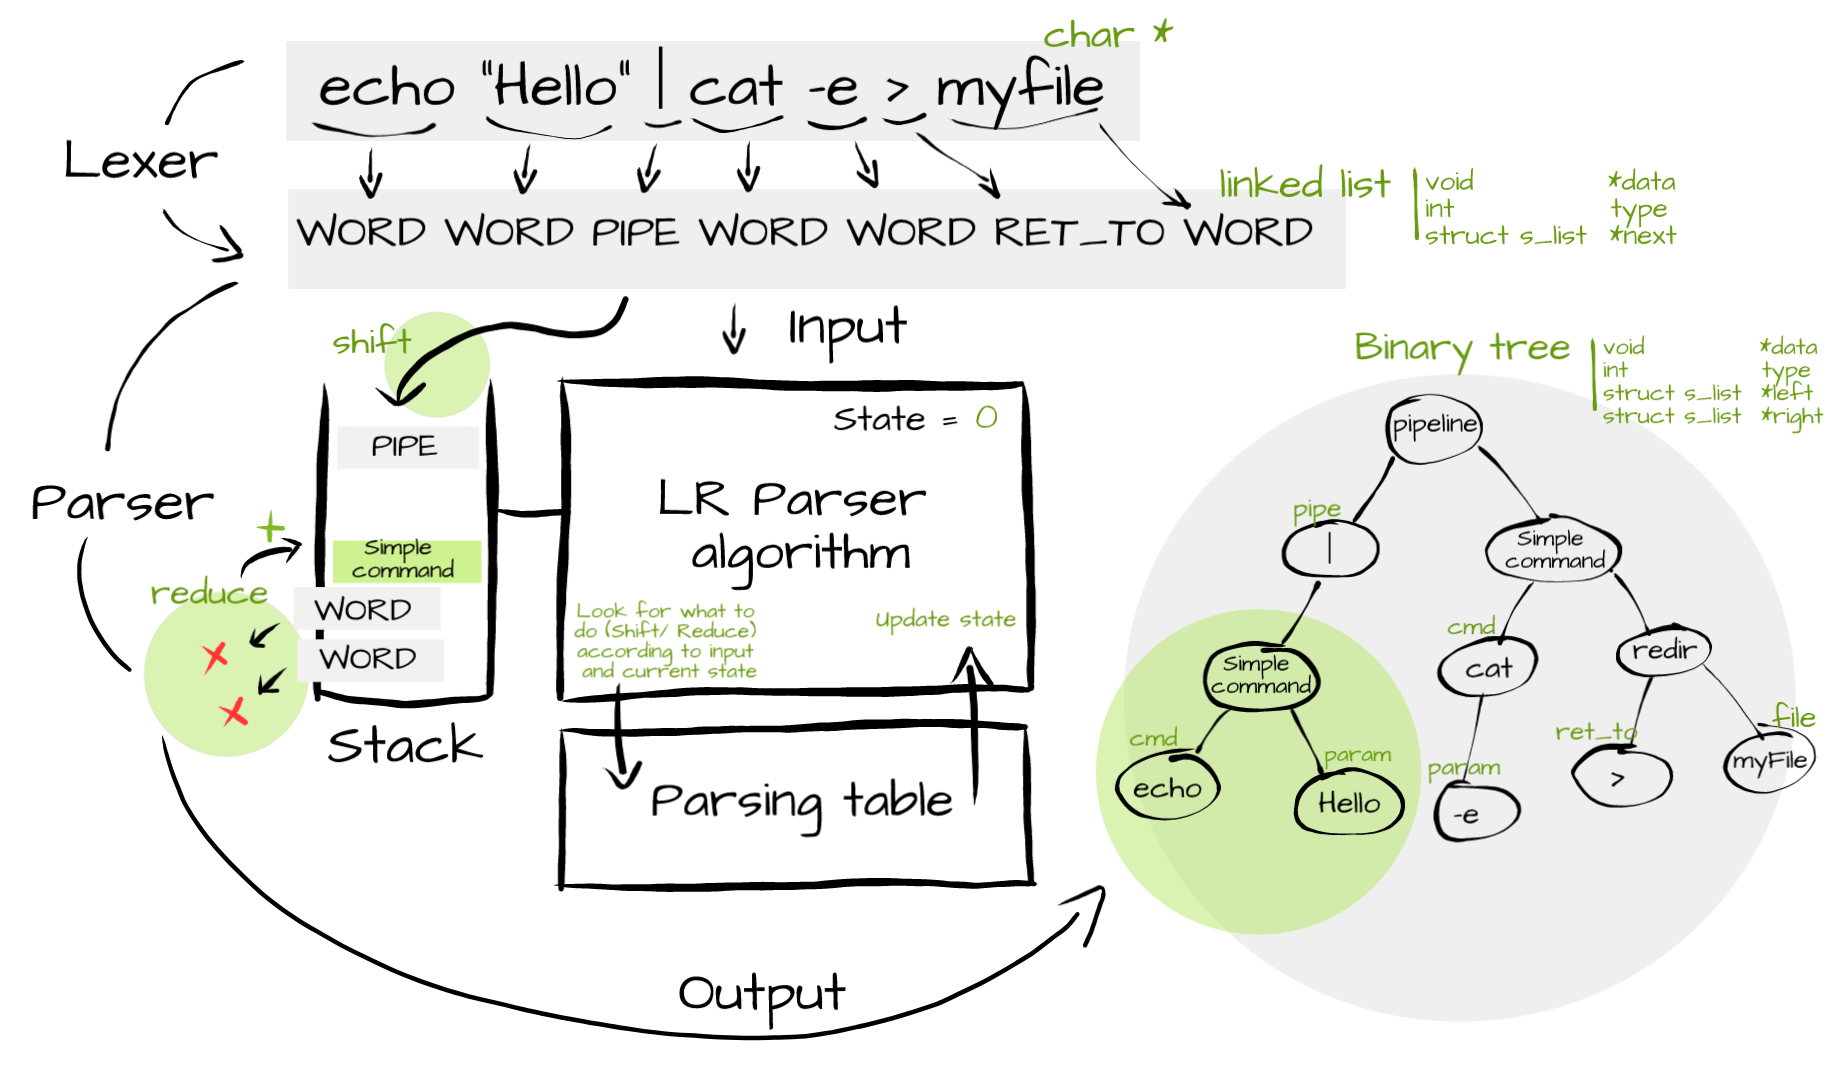 char *
echo "Hello" | cat -e > myfile
Lexer
linked list
void *data
int type
struct s_list *next
WORD WORD PIPE WORD WORD RET_TO WORD
Input
shift
State = 0
PIPE
LR Parser
algorithm
Parser
+
Simple
command
reduce
WORD
WORD
Look for what to
do (Shift/ Reduce)
according to input
and current state
Update state
Stack
Parsing table
Output
Binary tree
void *data
int type
struct s_list *left
struct s_list *right
pipeline
pipe
|
Simple
command
Simple
command
cmd
cat
redir
cmd
echo
param
Hello
param
-e
ret_to
>
file
myFile